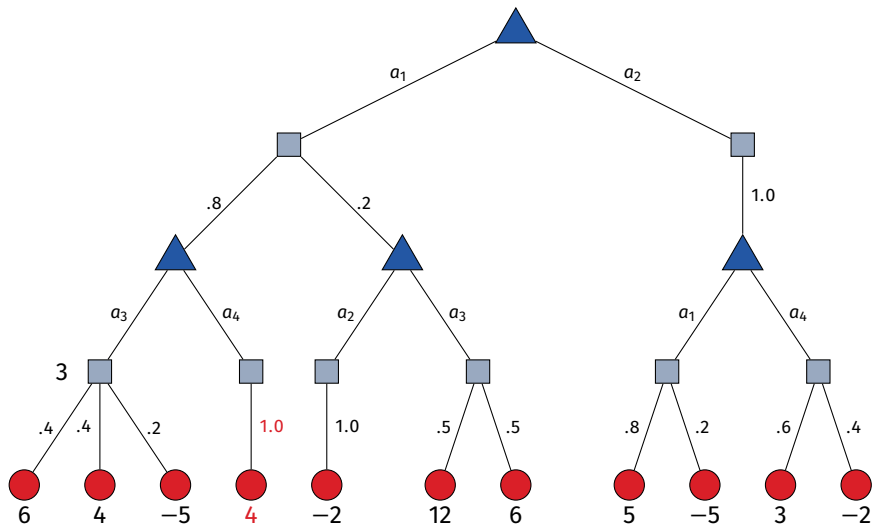 a₁ a₂
.8 .2 1.0
a₃ a₄ a₂ a₃ a₁ a₄
3
.4 .4 .2 1.0 1.0 .5 .5 .8 .2 .6 .4
6 4 −5 4 −2 12 6 5 −5 3 −2